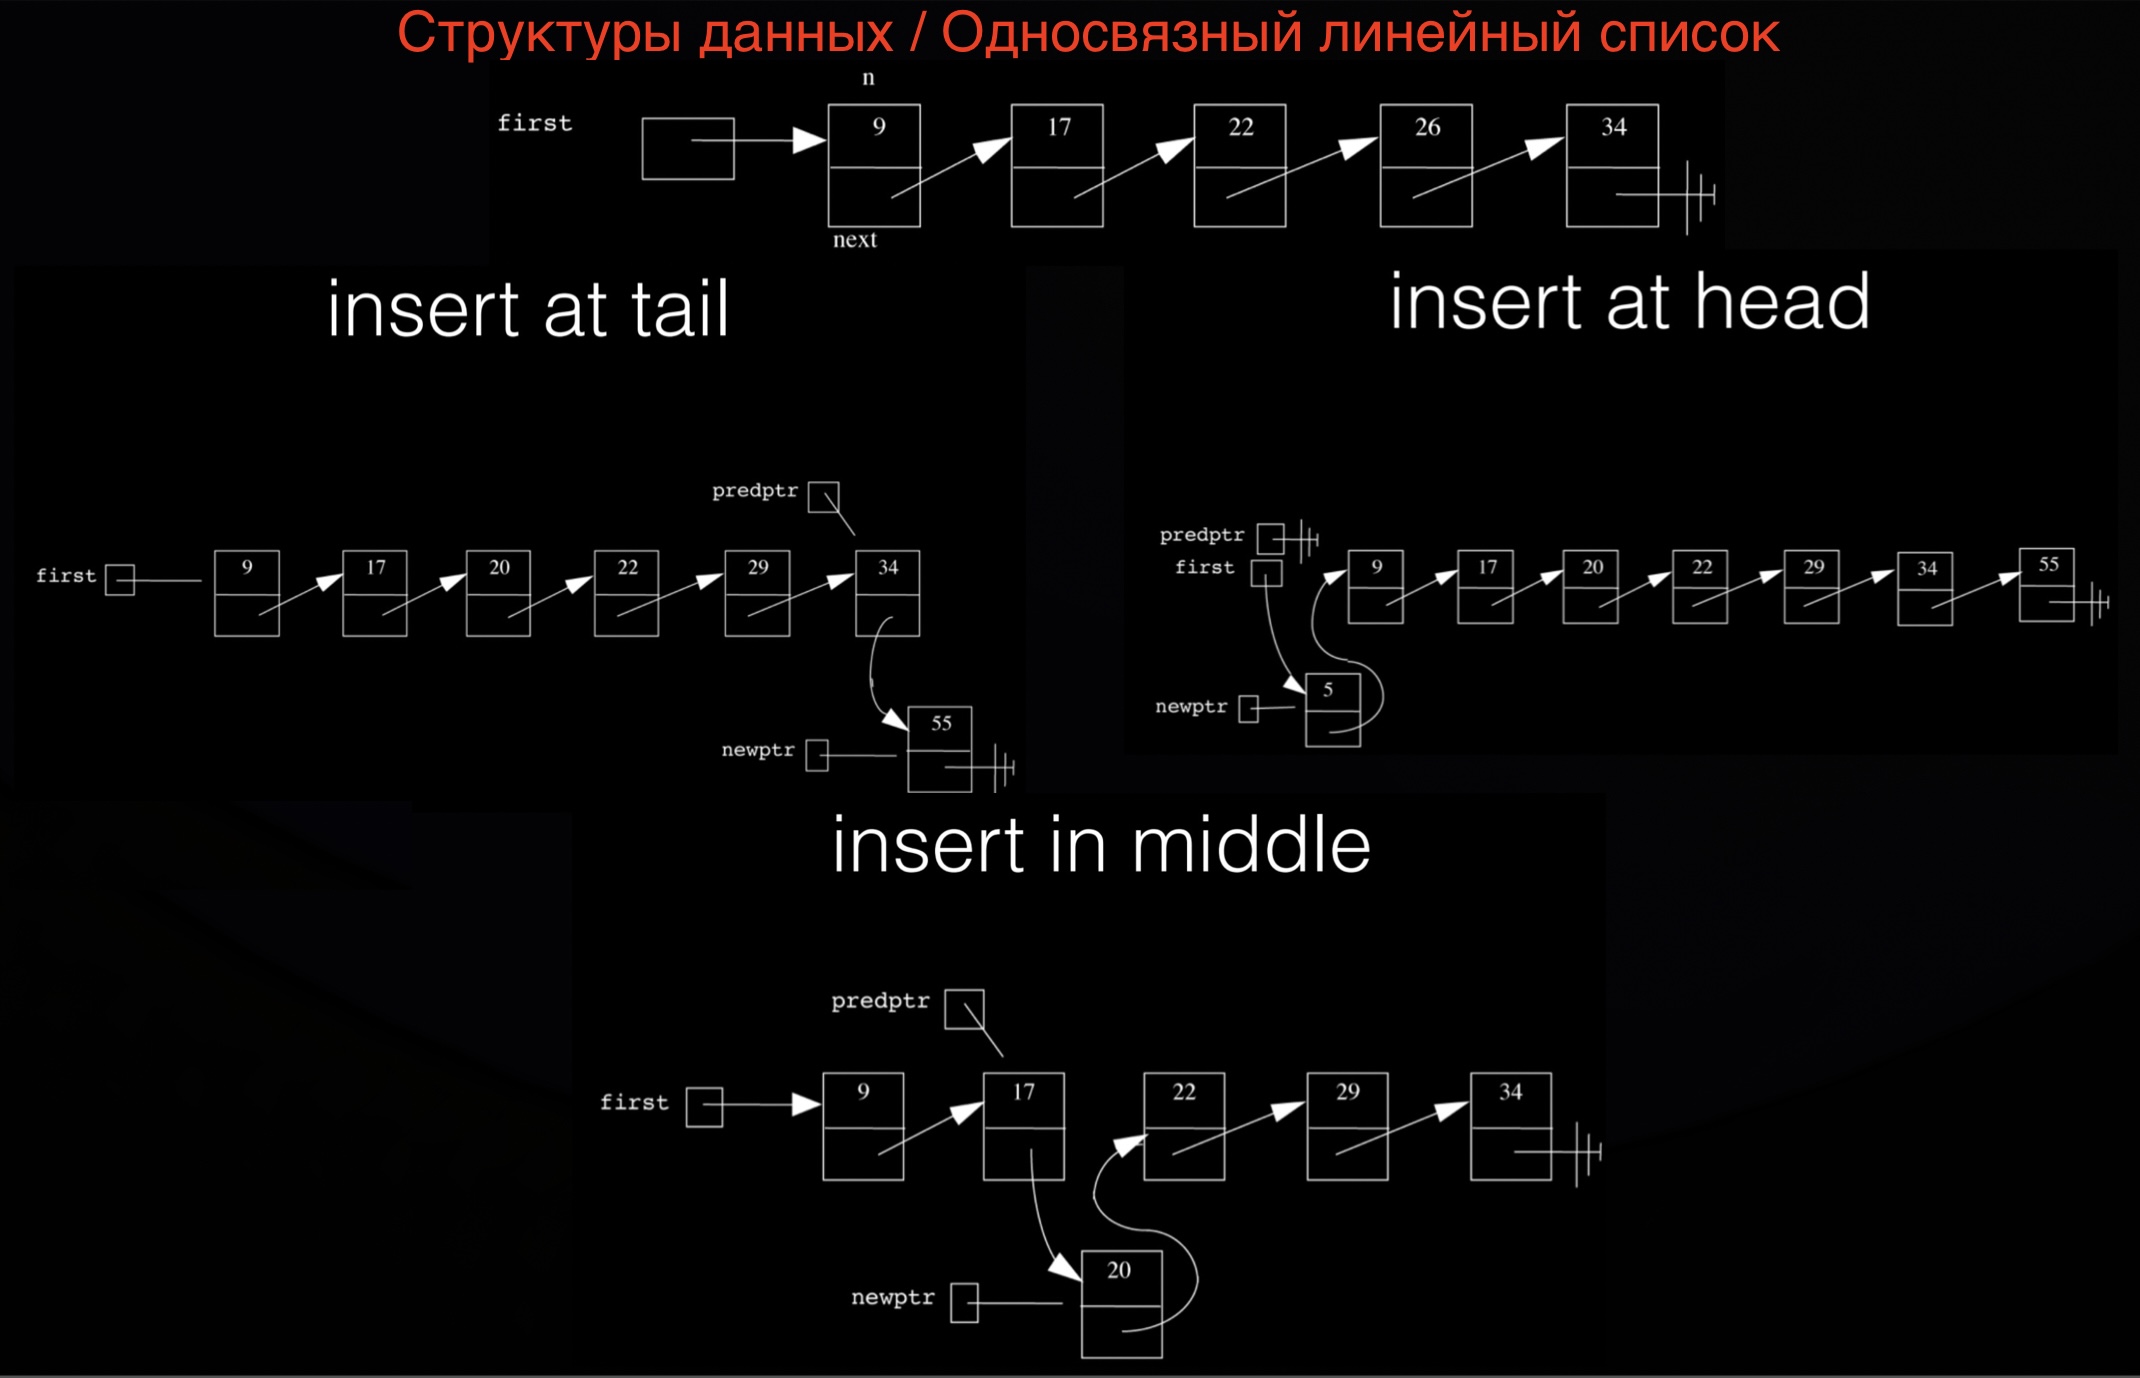 Структуры данных / Односвязный линейный список
n
first 9 17 22 26 34
next
insert at tail
predptr
first 9 17 20 22 29 34
newptr 55
insert at head
predptr
first 9 17 20 22 29 34 55
newptr 5
insert in middle
predptr
first 9 17 22 29 34
newptr 20